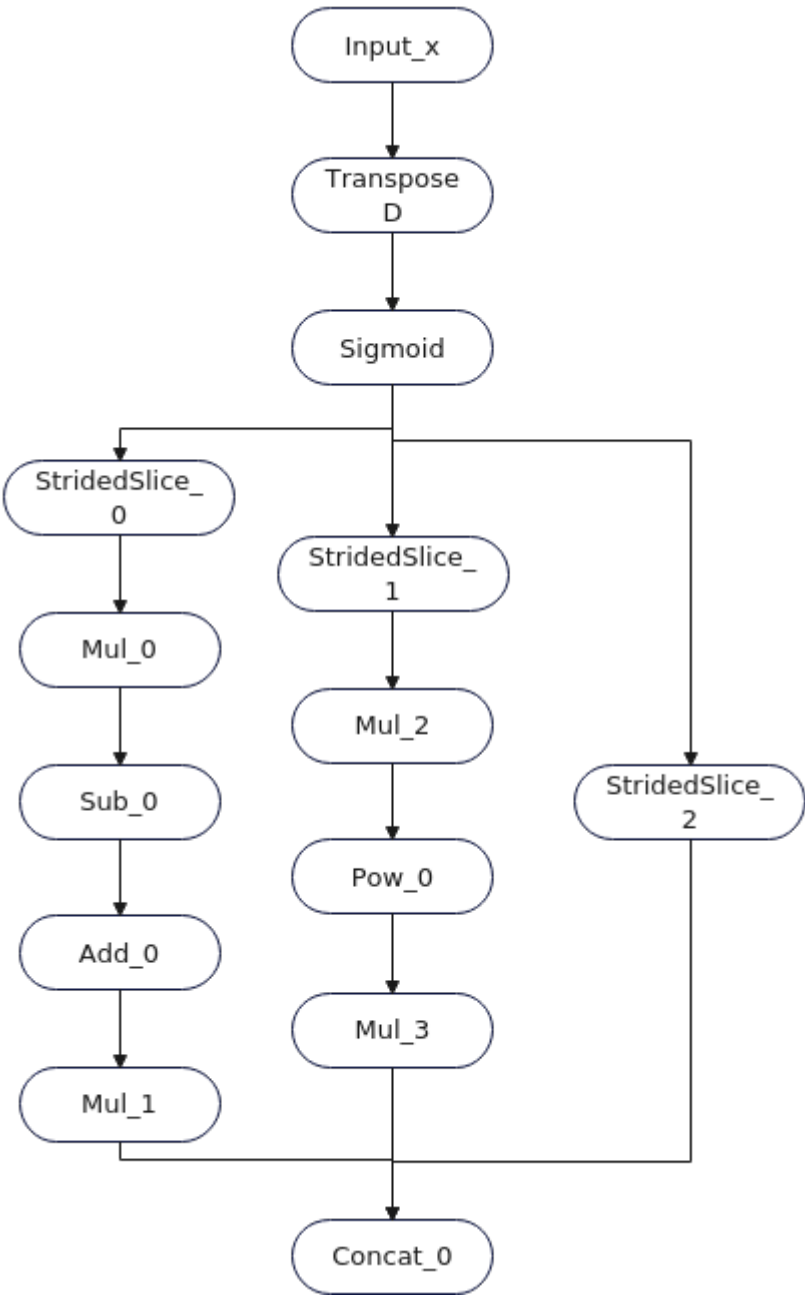 Input_x
Transpose
D
Sigmoid
StridedSlice_
0
StridedSlice_
1
Mul_0
Mul_2
Sub_0
StridedSlice_
2
Pow_0
Add_0
Mul_3
Mul_1
Concat_0